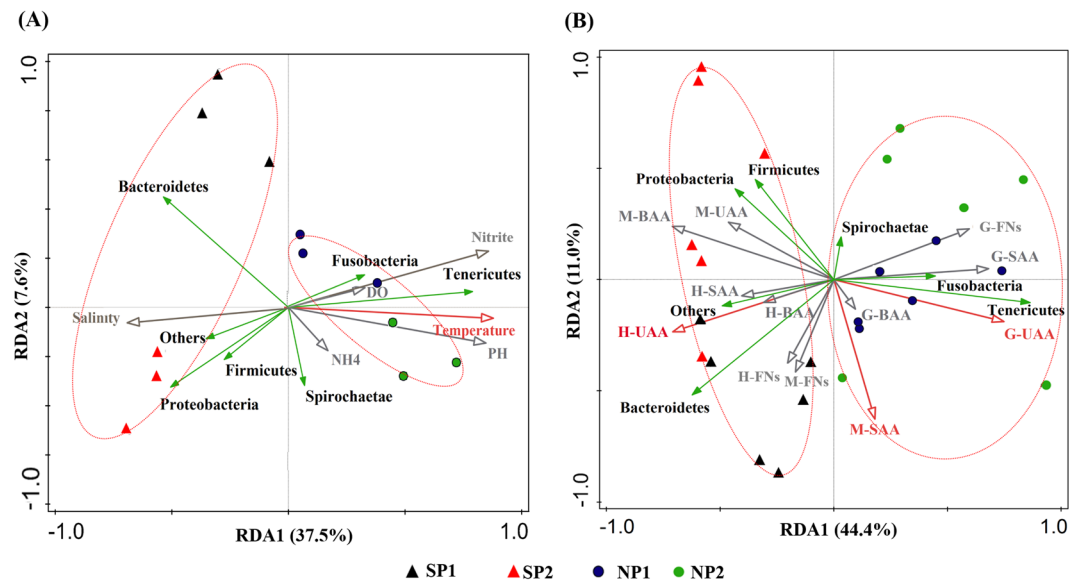 (A)
1.0
Bacteroidetes
Nitrite
Fusobacteria
Tenericutes
DO
RDA2 (7.6%)
Salinity
Temperature
Others
NH4
PH
Firmicutes
Proteobacteria
Spirochaetae
-1.0
-1.0
RDA1 (37.5%)
1.0
(B)
1.0
Firmicutes
Proteobacteria
M-UAA
M-BAA
Spirochaetae
G-FNs
G-SAA
RDA2 (11.0%)
H-SAA
Fusobacteria
Others
H-BAA
G-BAA
Tenericutes
H-UAA
G-UAA
H-FNs
M-FNs
Bacteroidetes
M-SAA
-1.0
-1.0
RDA1 (44.4%)
1.0
SP1
SP2
NP1
NP2